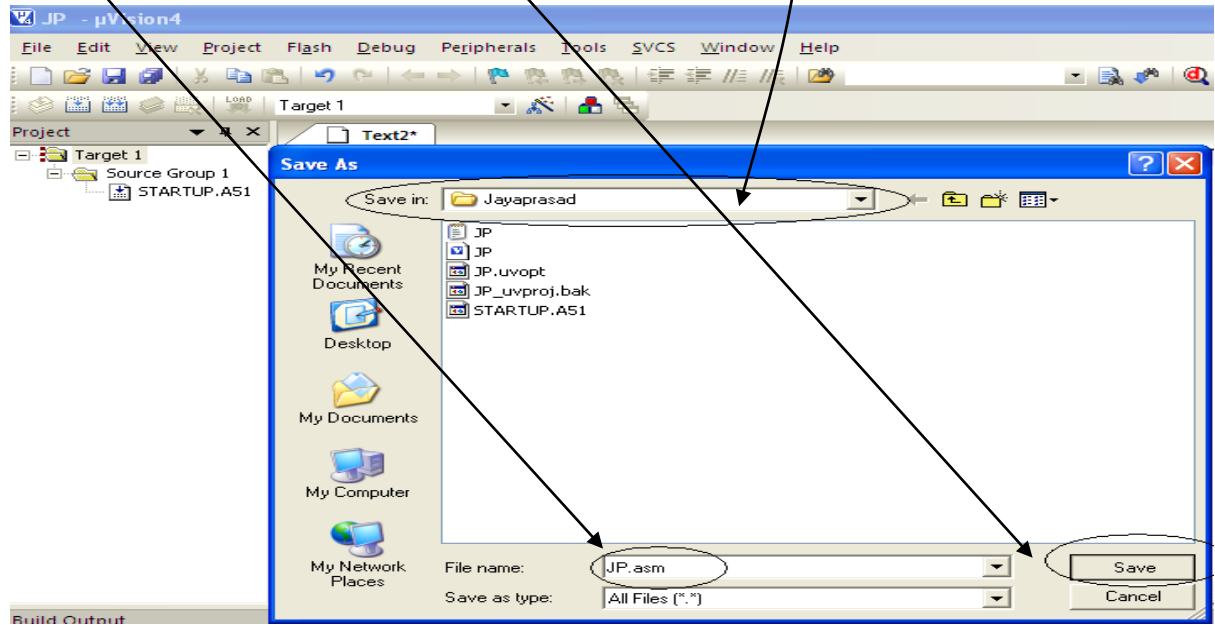 JP - µVision4
File Edit View Project Flash Debug Peripherals Tools SVCS Window Help
LOAD Target 1
Project
Text2*
Target 1
Source Group 1
STARTUP.A51
Save As
Save in: Jayaprasad
JP
JP
JP.uvopt
JP_uvproj.bak
STARTUP.A51
My Recent
Documents
Desktop
My Documents
My Computer
My Network
Places
File name: JP.asm Save
Save as type: All Files (*.*) Cancel
Build Output